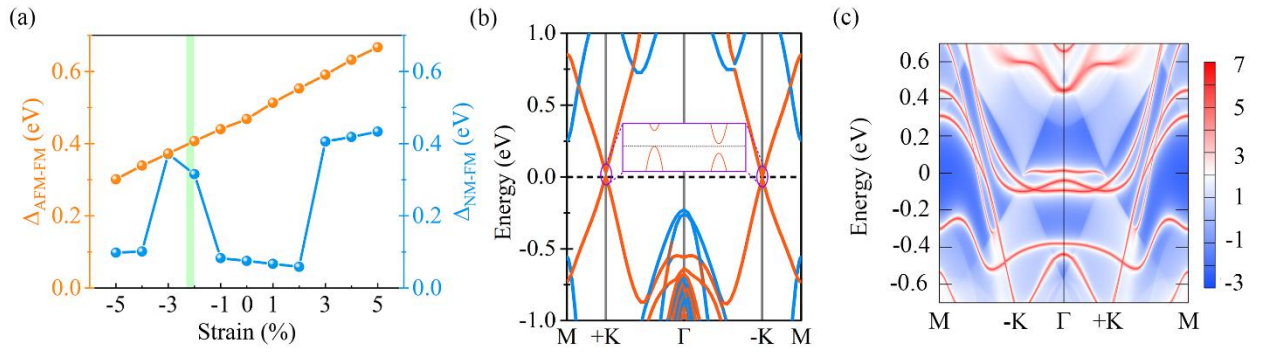 (a)
Δ_AFM-FM (eV)
0.6
0.4
0.2
0.0
-5 -3 -1 0 1 3 5
Strain (%)
0.6
0.4
0.2
0.0
Δ_NM-FM (eV)
(b)
Energy (eV)
1.0
0.5
0.0
-0.5
-1.0
M +K Γ -K M
(c)
Energy (eV)
0.6
0.4
0.2
0
-0.2
-0.4
-0.6
M -K Γ +K M
7
5
3
2
1
-1
-3